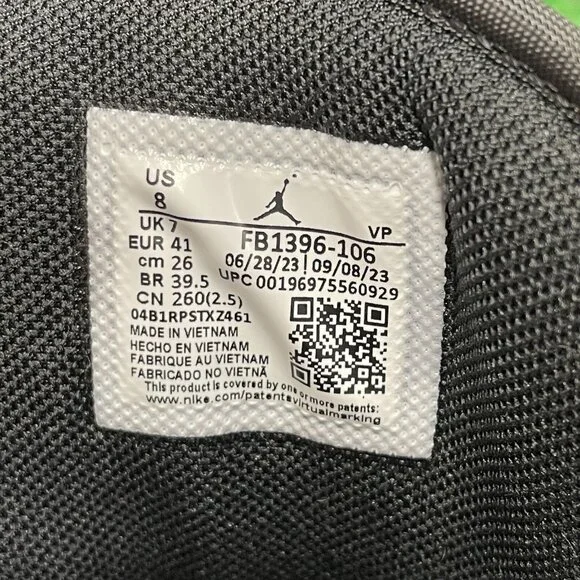 US
8
UK 7
EUR 41
cm 26
BR 39.5
CN 260(2.5)
VP
FB1396-106
06/28/23 | 09/08/23
UPC 00196975560929
04B1RPSTXZ461
MADE IN VIETNAM
HECHO EN VIETNAM
FABRIQUE AU VIETNAM
FABRICADO NO VIETNÃ
This product is covered by one or more patents:
www.nike.com/patentsvirtualmarking